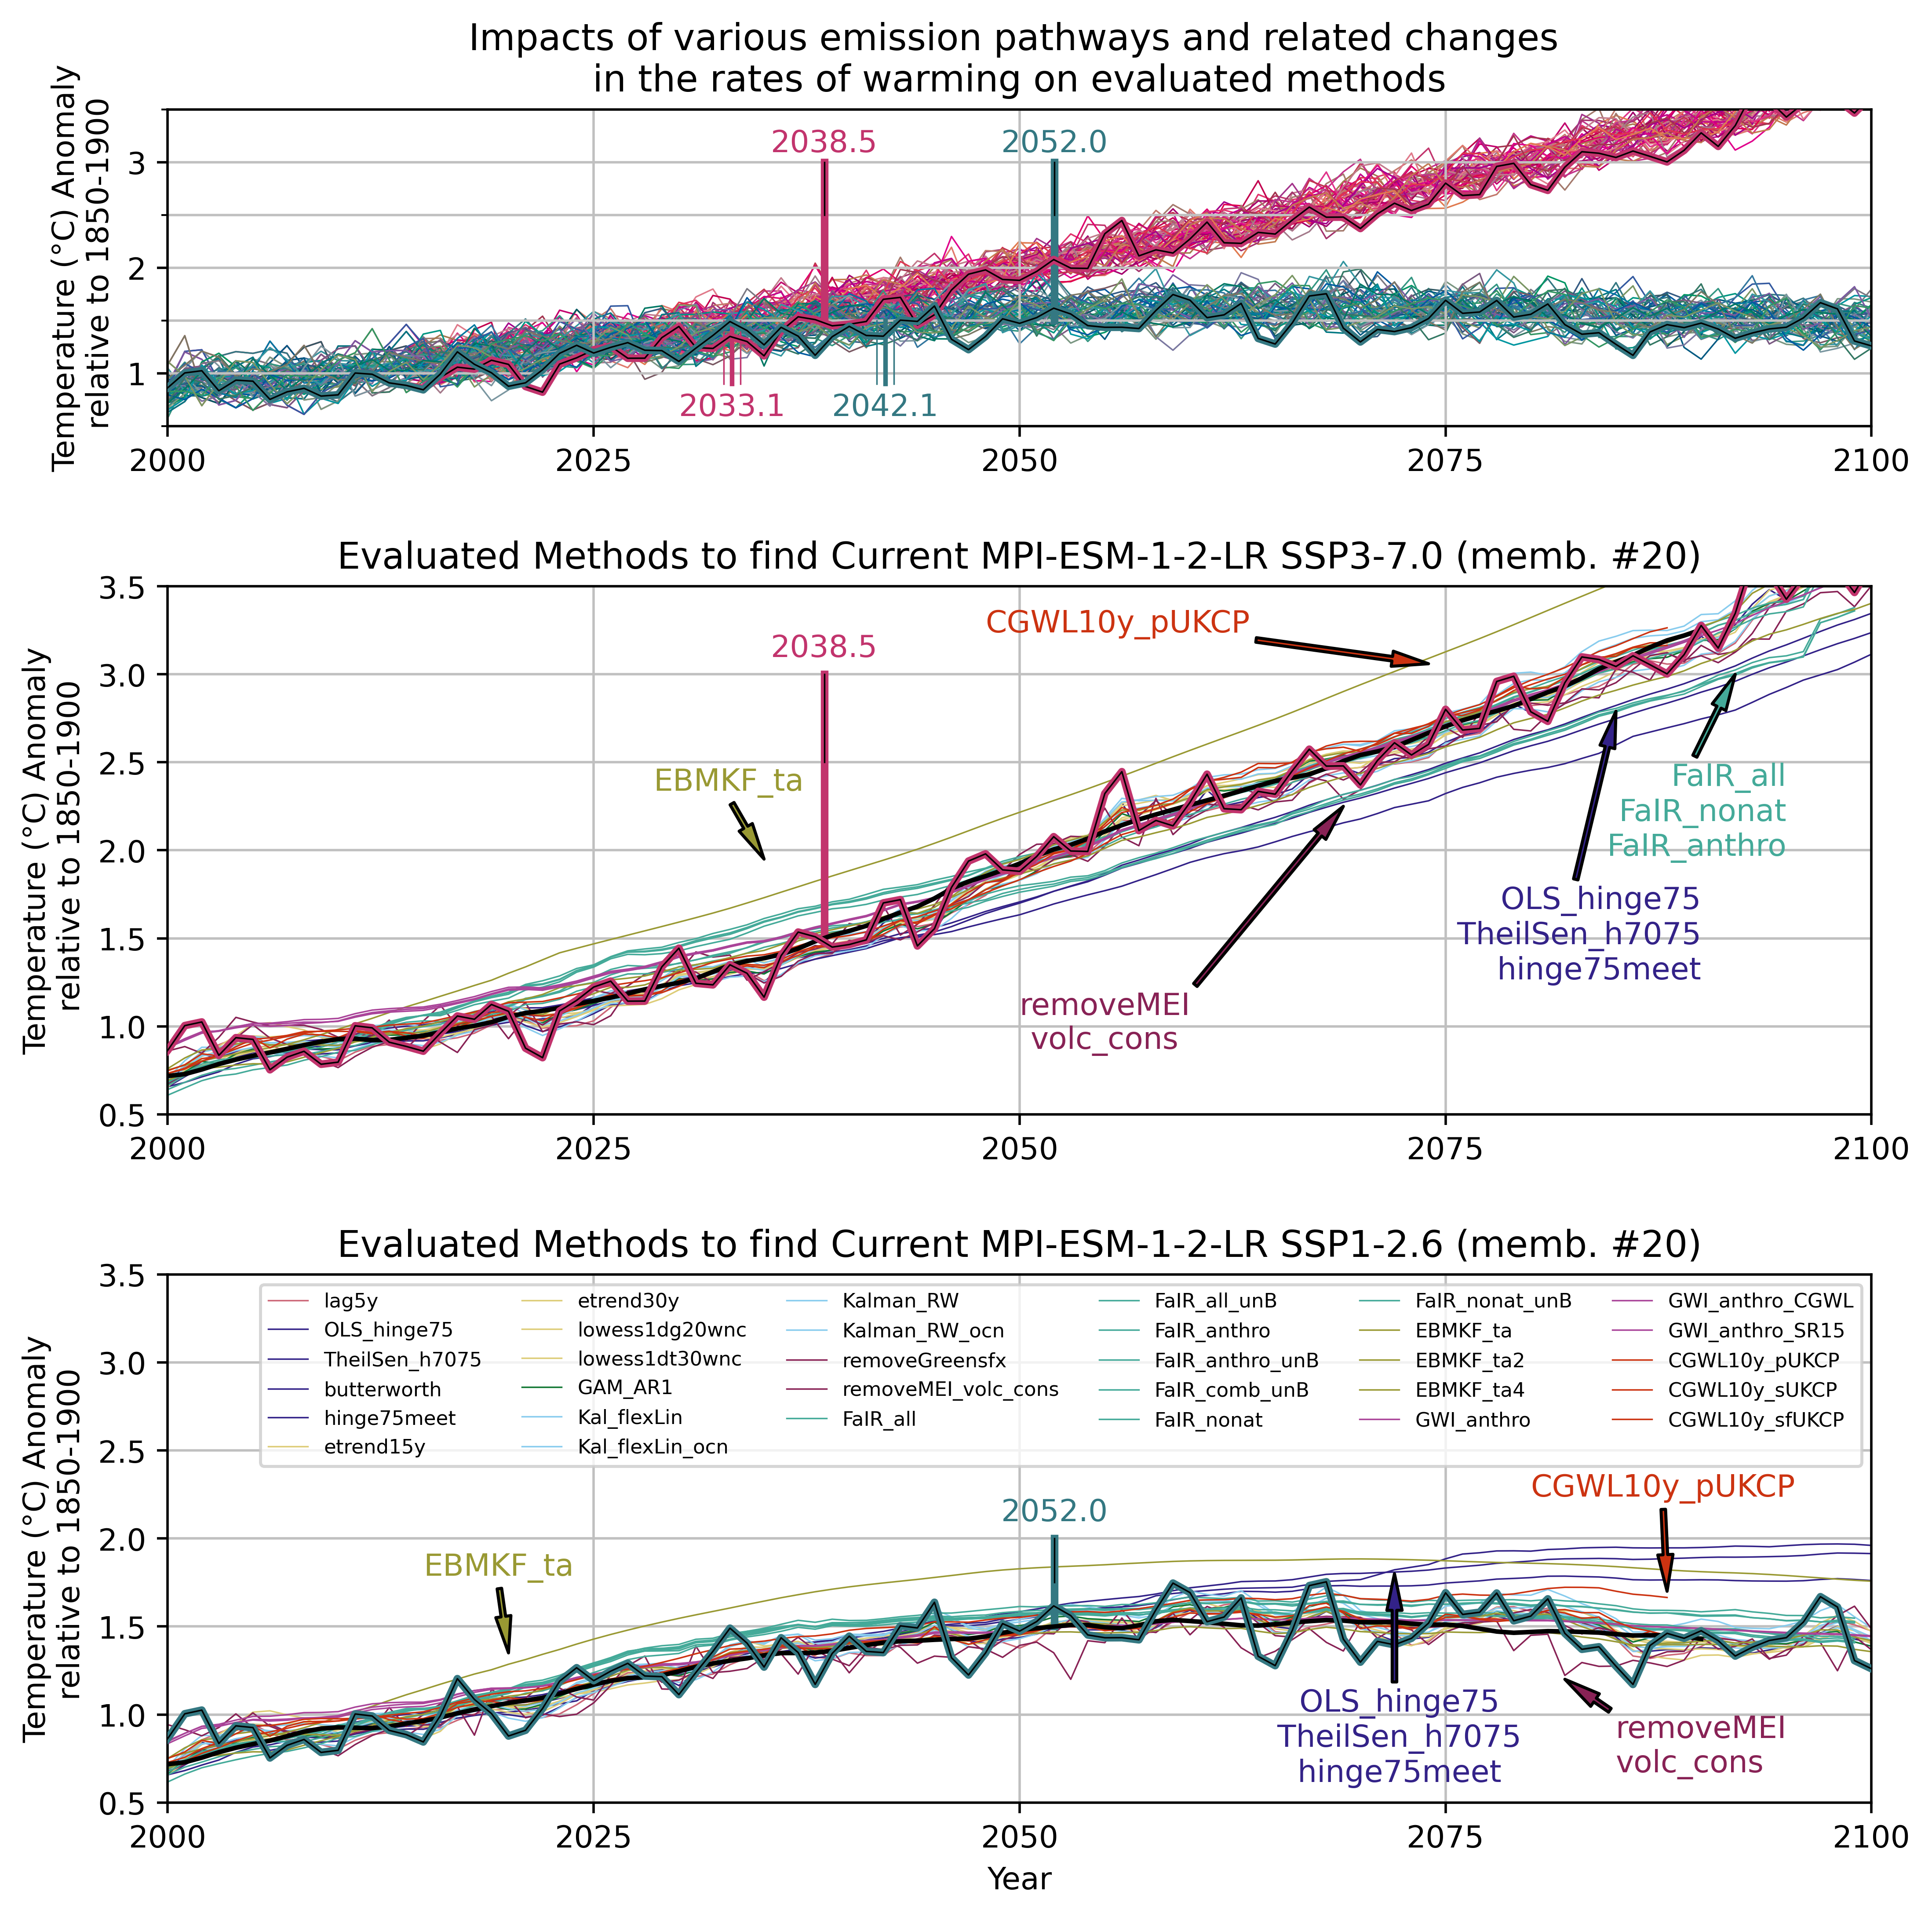 Impacts of various emission pathways and related changes
in the rates of warming on evaluated methods
Temperature (°C) Anomaly
relative to 1850-1900
3
2
1
2038.5
2052.0
2033.1
2042.1
2000
2025
2050
2075
2100
Evaluated Methods to find Current MPI-ESM-1-2-LR SSP3-7.0 (memb. #20)
Temperature (°C) Anomaly
relative to 1850-1900
3.5
3.0
2.5
2.0
1.5
1.0
0.5
CGWL10y_pUKCP
2038.5
EBMKF_ta
FaIR_all
FaIR_nonat
FaIR_anthro
OLS_hinge75
TheilSen_h7075
hinge75meet
removeMEI
volc_cons
2000
2025
2050
2075
2100
Evaluated Methods to find Current MPI-ESM-1-2-LR SSP1-2.6 (memb. #20)
Temperature (°C) Anomaly
relative to 1850-1900
3.5
3.0
2.5
2.0
1.5
1.0
0.5
lag5y
OLS_hinge75
TheilSen_h7075
butterworth
hinge75meet
etrend15y
etrend30y
lowess1dg20wnc
lowess1dt30wnc
GAM_AR1
Kal_flexLin
Kal_flexLin_ocn
Kalman_RW
Kalman_RW_ocn
removeGreensfx
removeMEI_volc_cons
FaIR_all
FaIR_all_unB
FaIR_anthro
FaIR_anthro_unB
FaIR_comb_unB
FaIR_nonat
FaIR_nonat_unB
EBMKF_ta
EBMKF_ta2
EBMKF_ta4
GWI_anthro
GWI_anthro_CGWL
GWI_anthro_SR15
CGWL10y_pUKCP
CGWL10y_sUKCP
CGWL10y_sfUKCP
CGWL10y_pUKCP
2052.0
EBMKF_ta
OLS_hinge75
TheilSen_h7075
hinge75meet
removeMEI
volc_cons
2000
2025
2050
2075
2100
Year